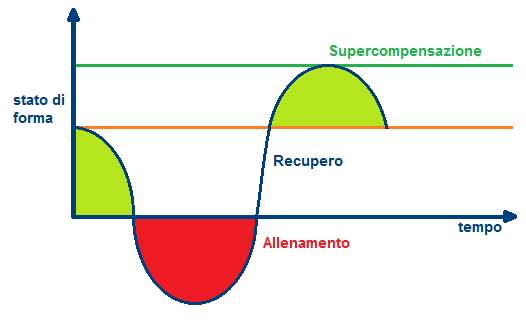 Supercompensazione
stato di
forma
Recupero
tempo
Allenamento